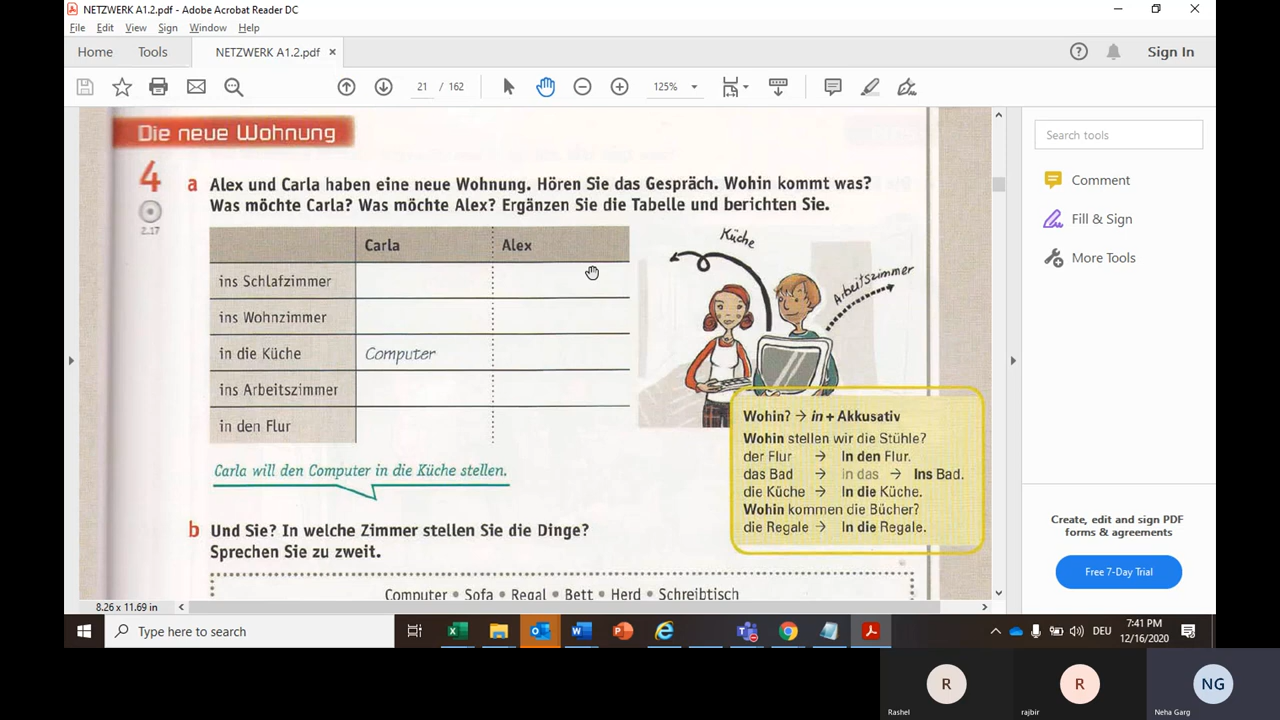 NETZWERK A1.2.pdf - Adobe Acrobat Reader DC
File Edit View Sign Window Help
Home Tools NETZWERK A1.2.pdf × Sign In
21 / 162 125%
Die neue Wohnung
4 a Alex und Carla haben eine neue Wohnung. Hören Sie das Gespräch. Wohin kommt was?
Was möchte Carla? Was möchte Alex? Ergänzen Sie die Tabelle und berichten Sie.
2.17
Carla Alex
ins Schlafzimmer
ins Wohnzimmer
in die Küche Computer
ins Arbeitszimmer
in den Flur
Küche
Arbeitszimmer
Carla will den Computer in die Küche stellen.
Wohin? → in + Akkusativ
Wohin stellen wir die Stühle?
der Flur → In den Flur.
das Bad → in das → Ins Bad.
die Küche → In die Küche.
Wohin kommen die Bücher?
die Regale → In die Regale.
b Und Sie? In welche Zimmer stellen Sie die Dinge?
Sprechen Sie zu zweit.
Computer • Sofa • Regal • Bett • Herd • Schreibtisch
8.26 x 11.69 in
Search tools
Comment
Fill & Sign
More Tools
Create, edit and sign PDF
forms & agreements
Free 7-Day Trial
Type here to search
DEU
7:41 PM
12/16/2020
R
Rashel
R
rajbir
NG
Neha Garg